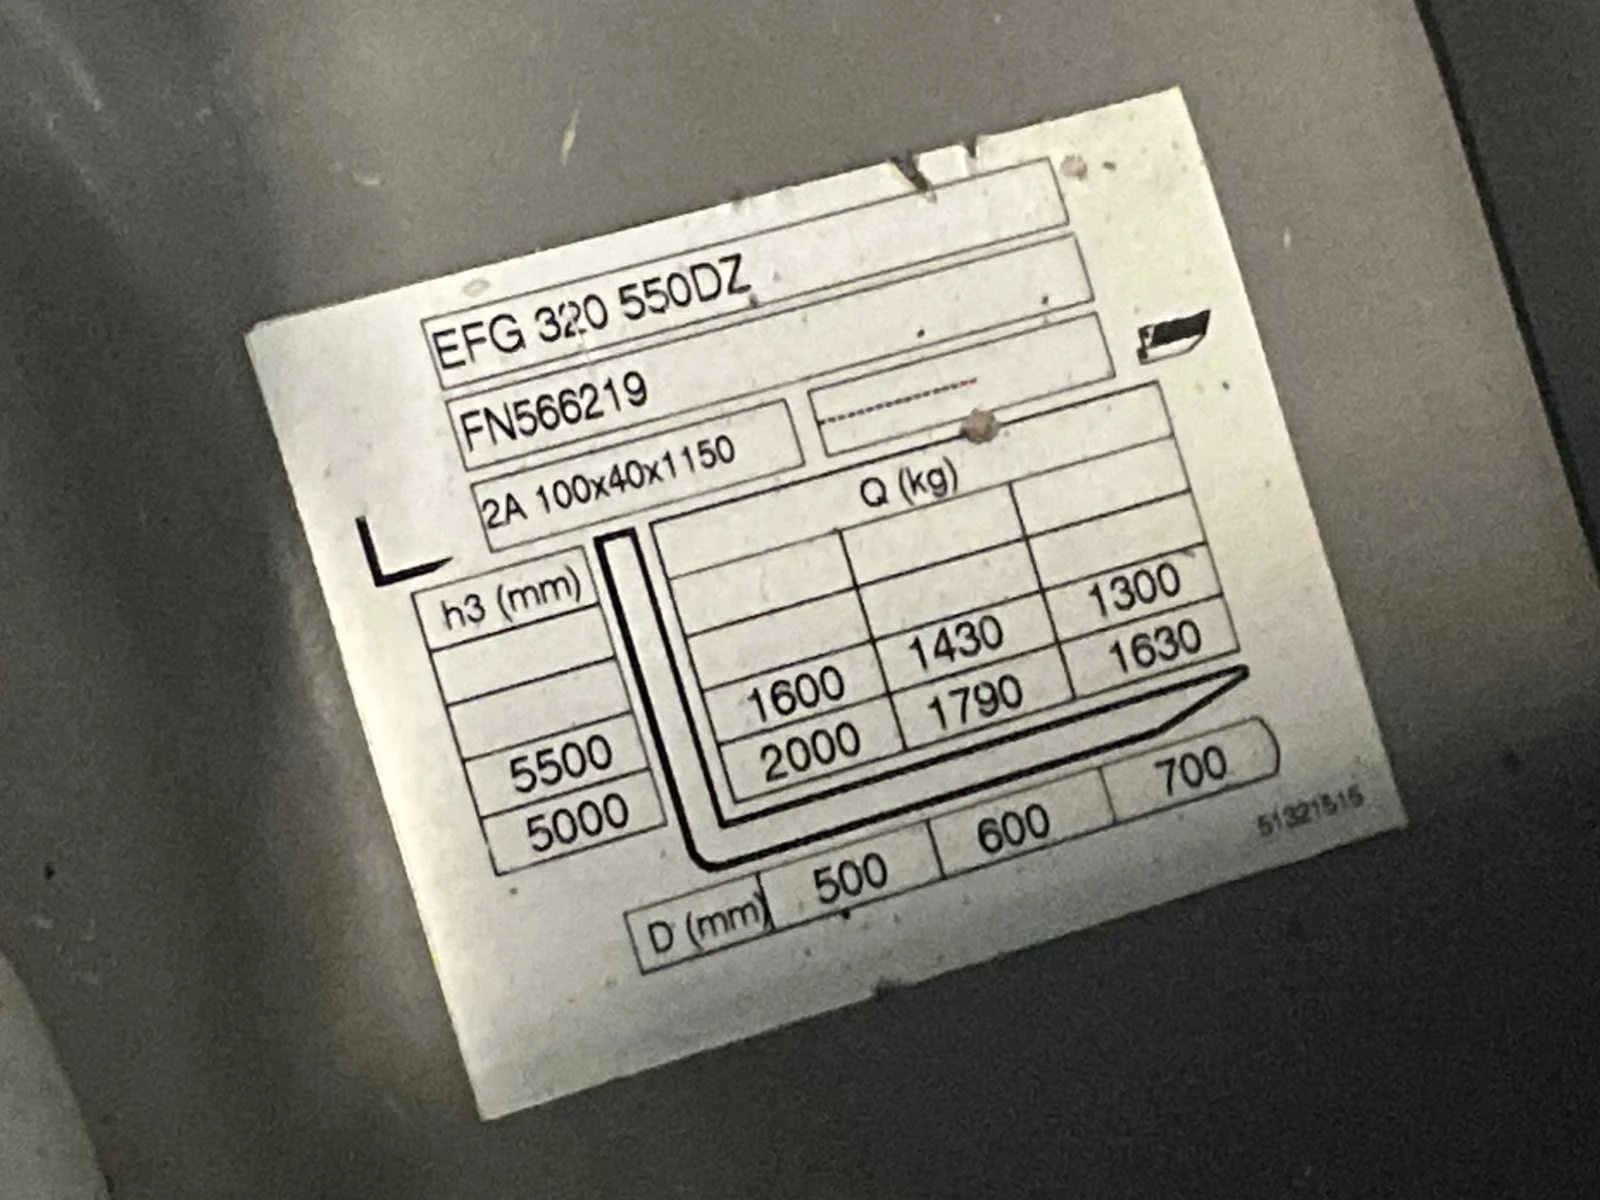 EFG 320 550DZ
FN566219
2A 100x40x1150
h3 (mm) Q (kg)
5500 1600 1430 1300
5000 2000 1790 1630
D (mm) 500 600 700
51321515